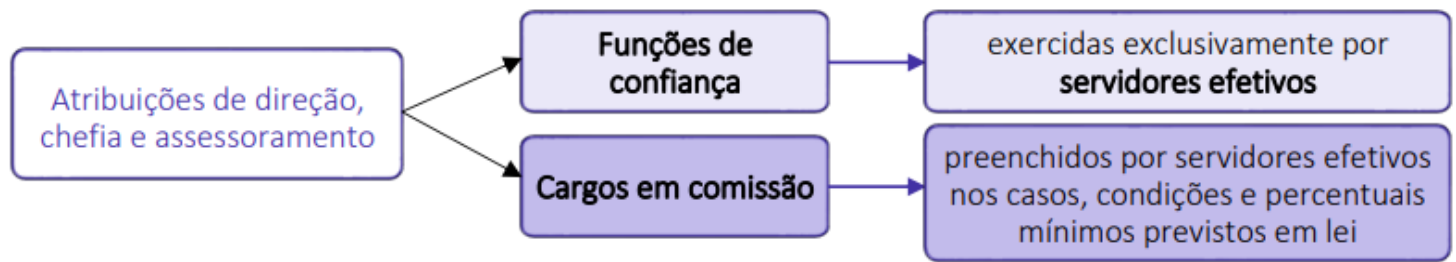 Atribuições de direção,
chefia e assessoramento
Funções de
confiança
exercidas exclusivamente por
servidores efetivos
Cargos em comissão
preenchidos por servidores efetivos
nos casos, condições e percentuais
mínimos previstos em lei